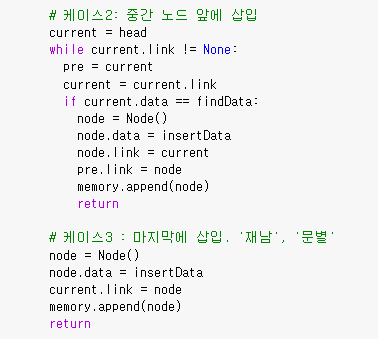 # 케이스2: 중간 노드 앞에 삽입
current = head
while current.link != None:
pre = current
current = current.link
if current.data == findData:
node = Node()
node.data = insertData
node.link = current
pre.link = node
memory.append(node)
return
# 케이스3 : 마지막에 삽입. '재남', '문별'
node = Node()
node.data = insertData
current.link = node
memory.append(node)
return